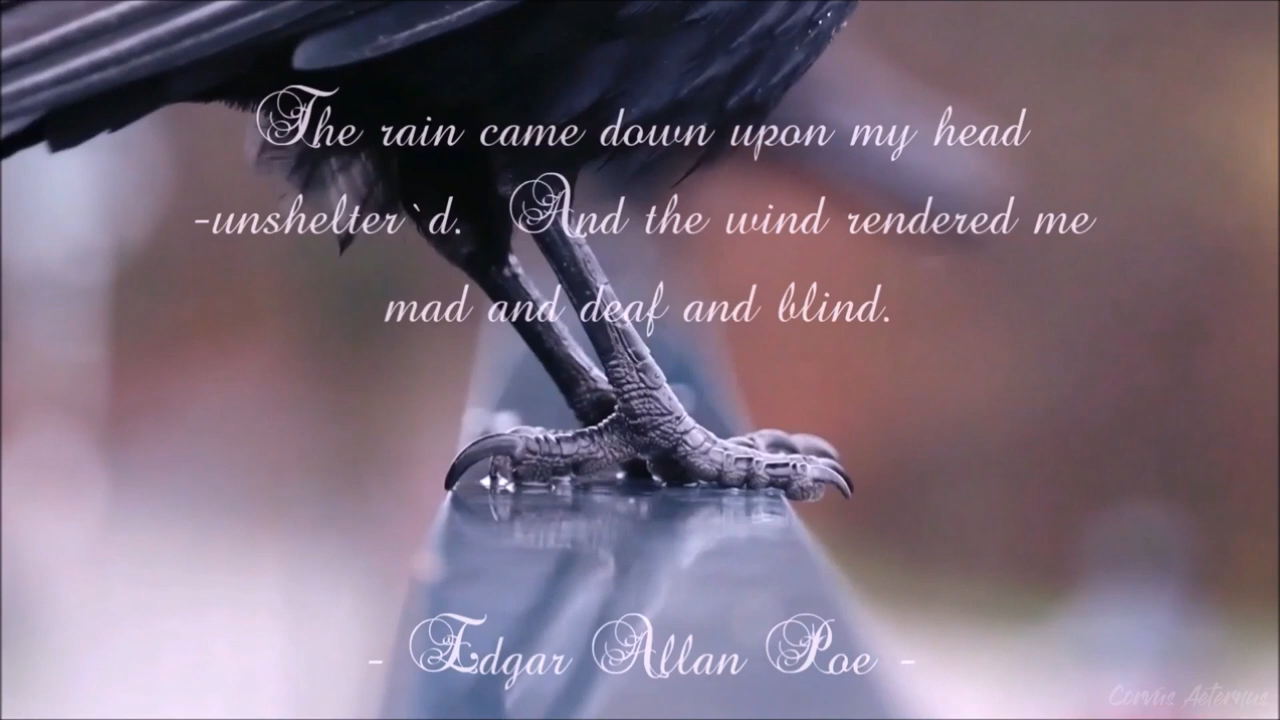 The rain came down upon my head
-unshelter`d. And the wind rendered me
mad and deaf and blind.
- Edgar Allan Poe -
Corvus Aeternus